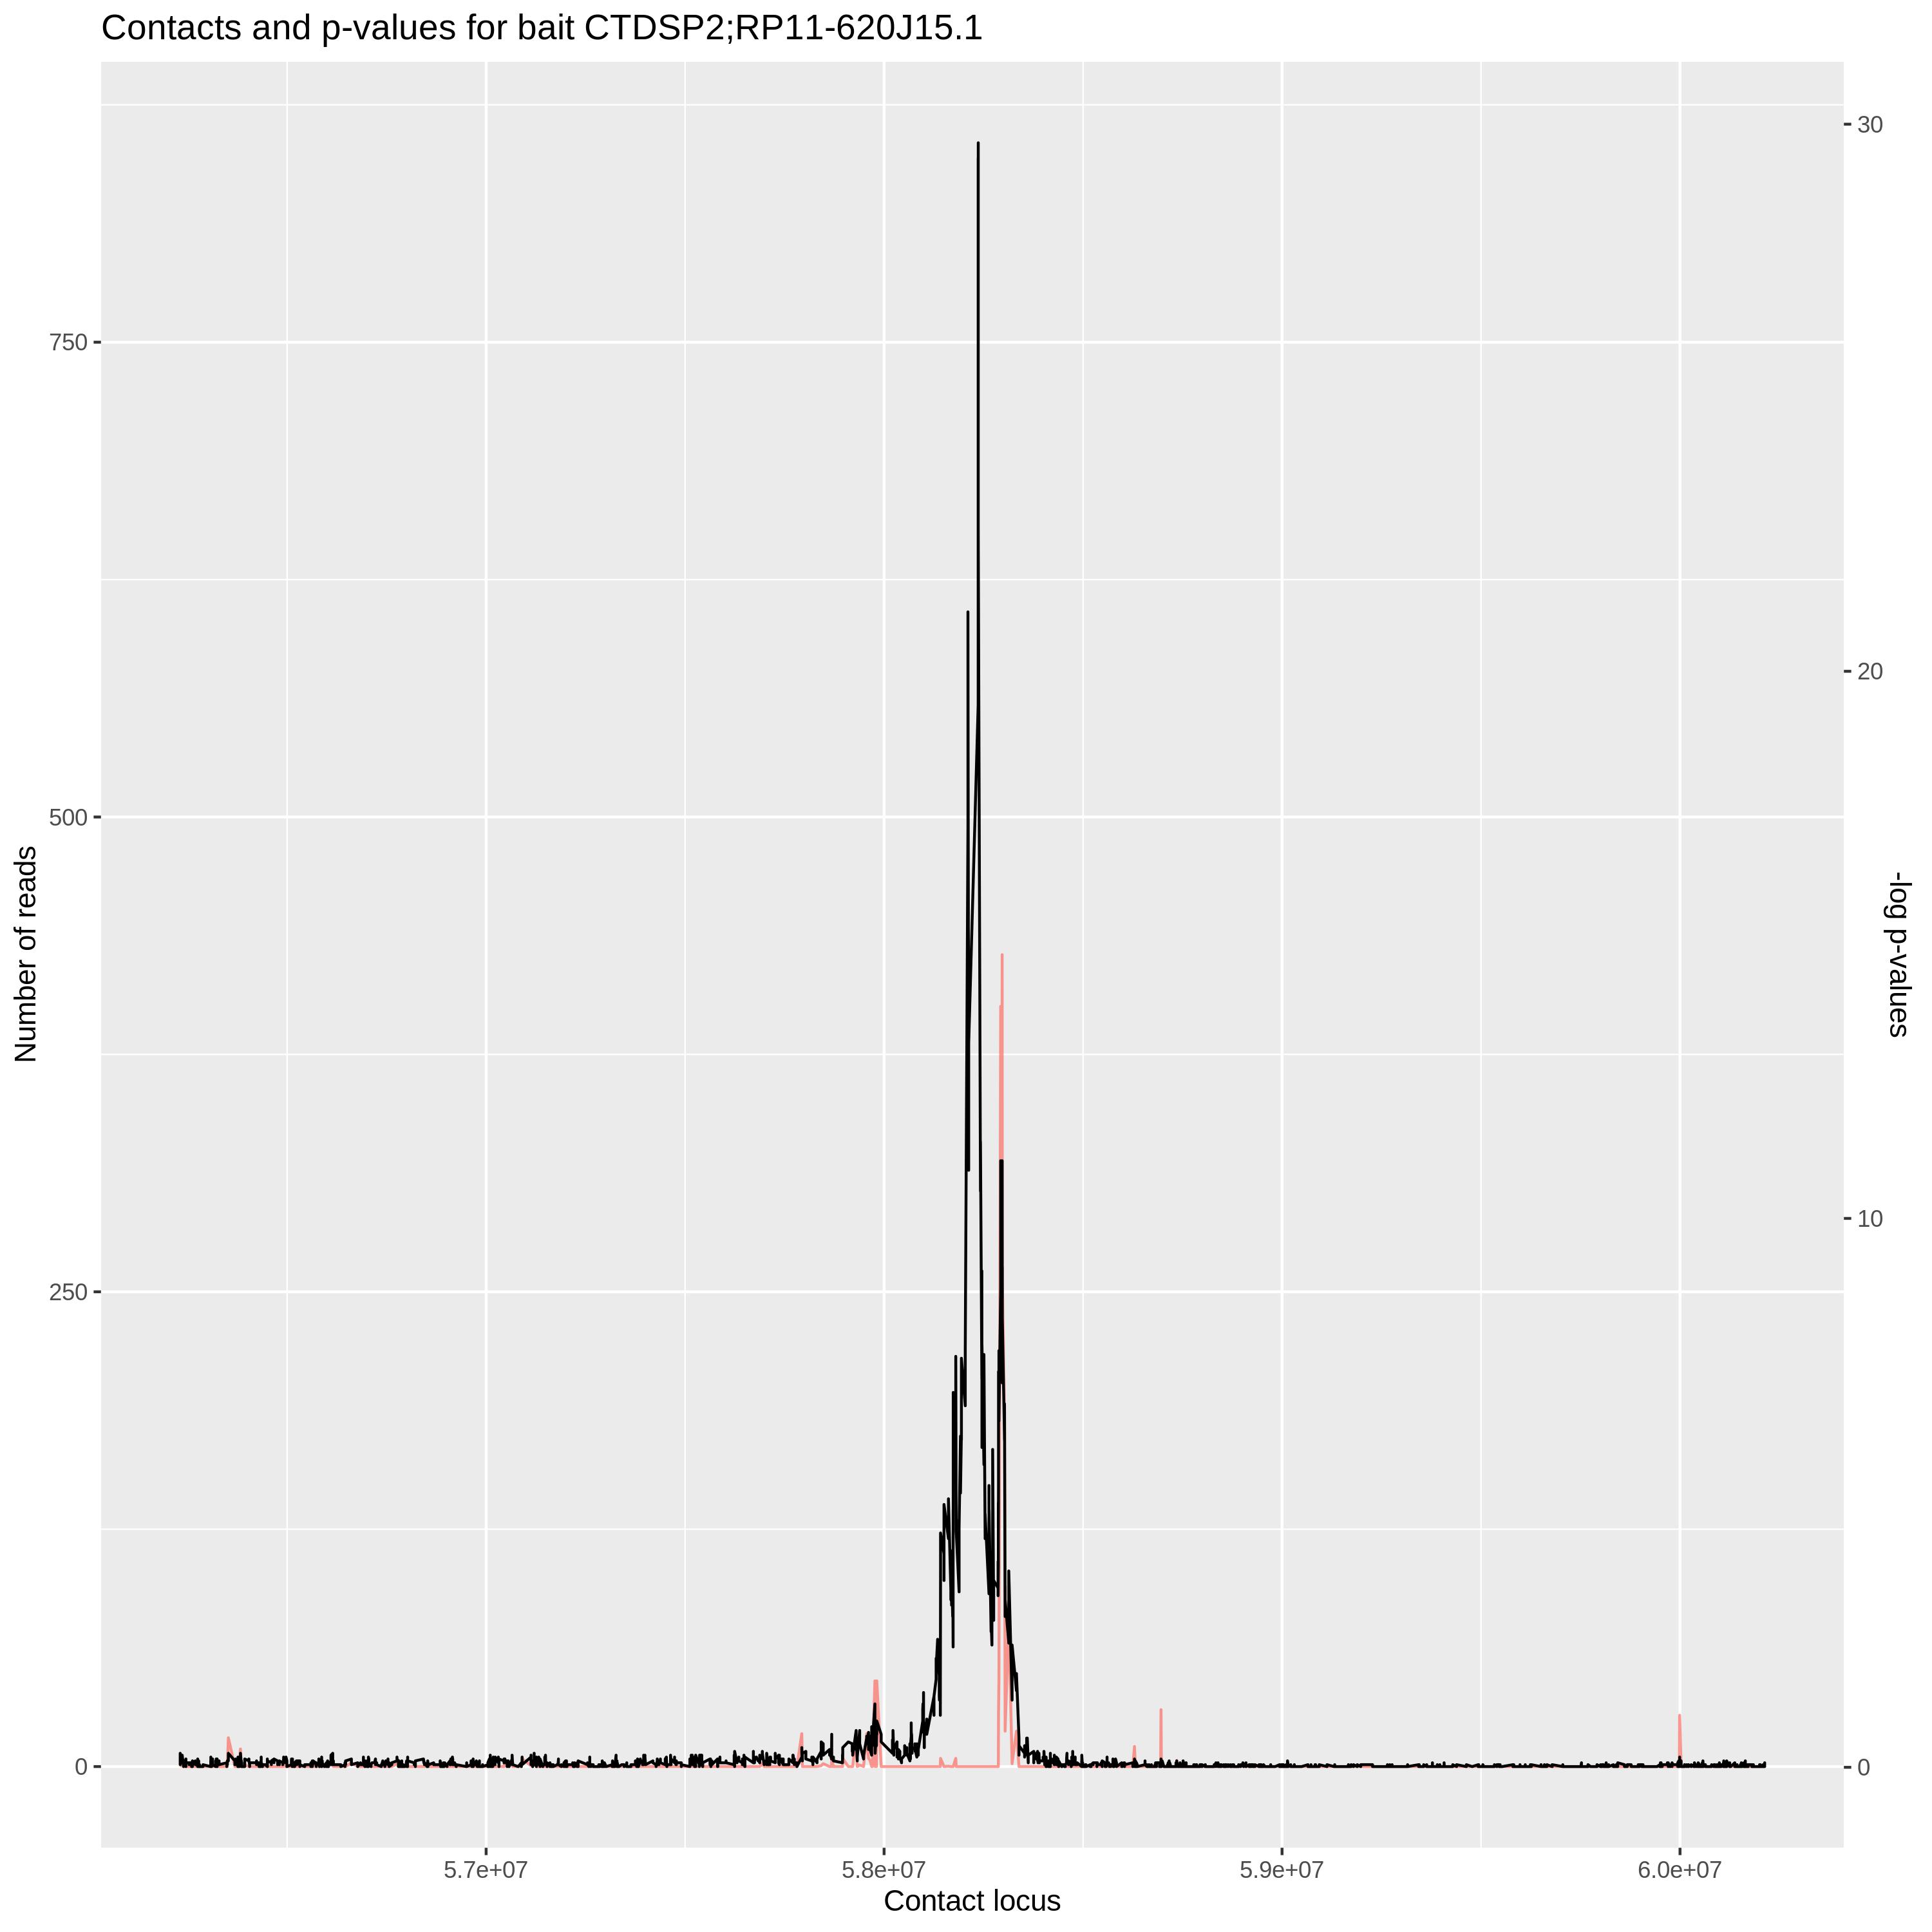 Contacts and p-values for bait CTDSP2;RP11-620J15.1
750
500
250
0
Number of reads
30
20
10
0
-log p-values
5.7e+07
5.8e+07
5.9e+07
6.0e+07
Contact locus